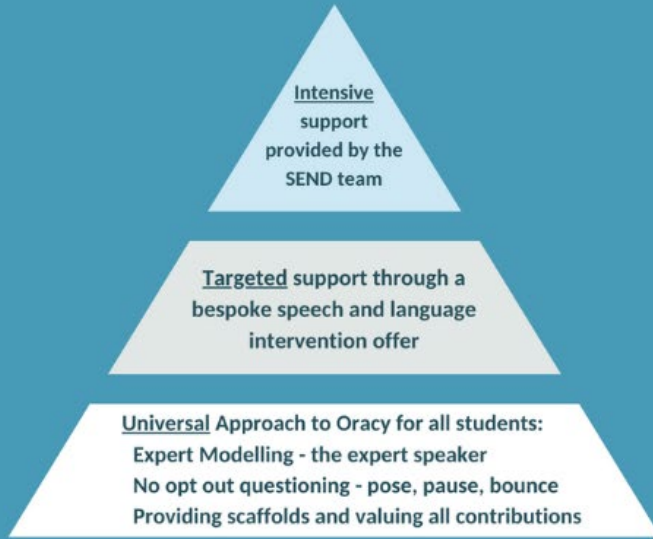 Intensive
support
provided by the
SEND team
Targeted support through a
bespoke speech and language
intervention offer
Universal Approach to Oracy for all students:
Expert Modelling - the expert speaker
No opt out questioning - pose, pause, bounce
Providing scaffolds and valuing all contributions